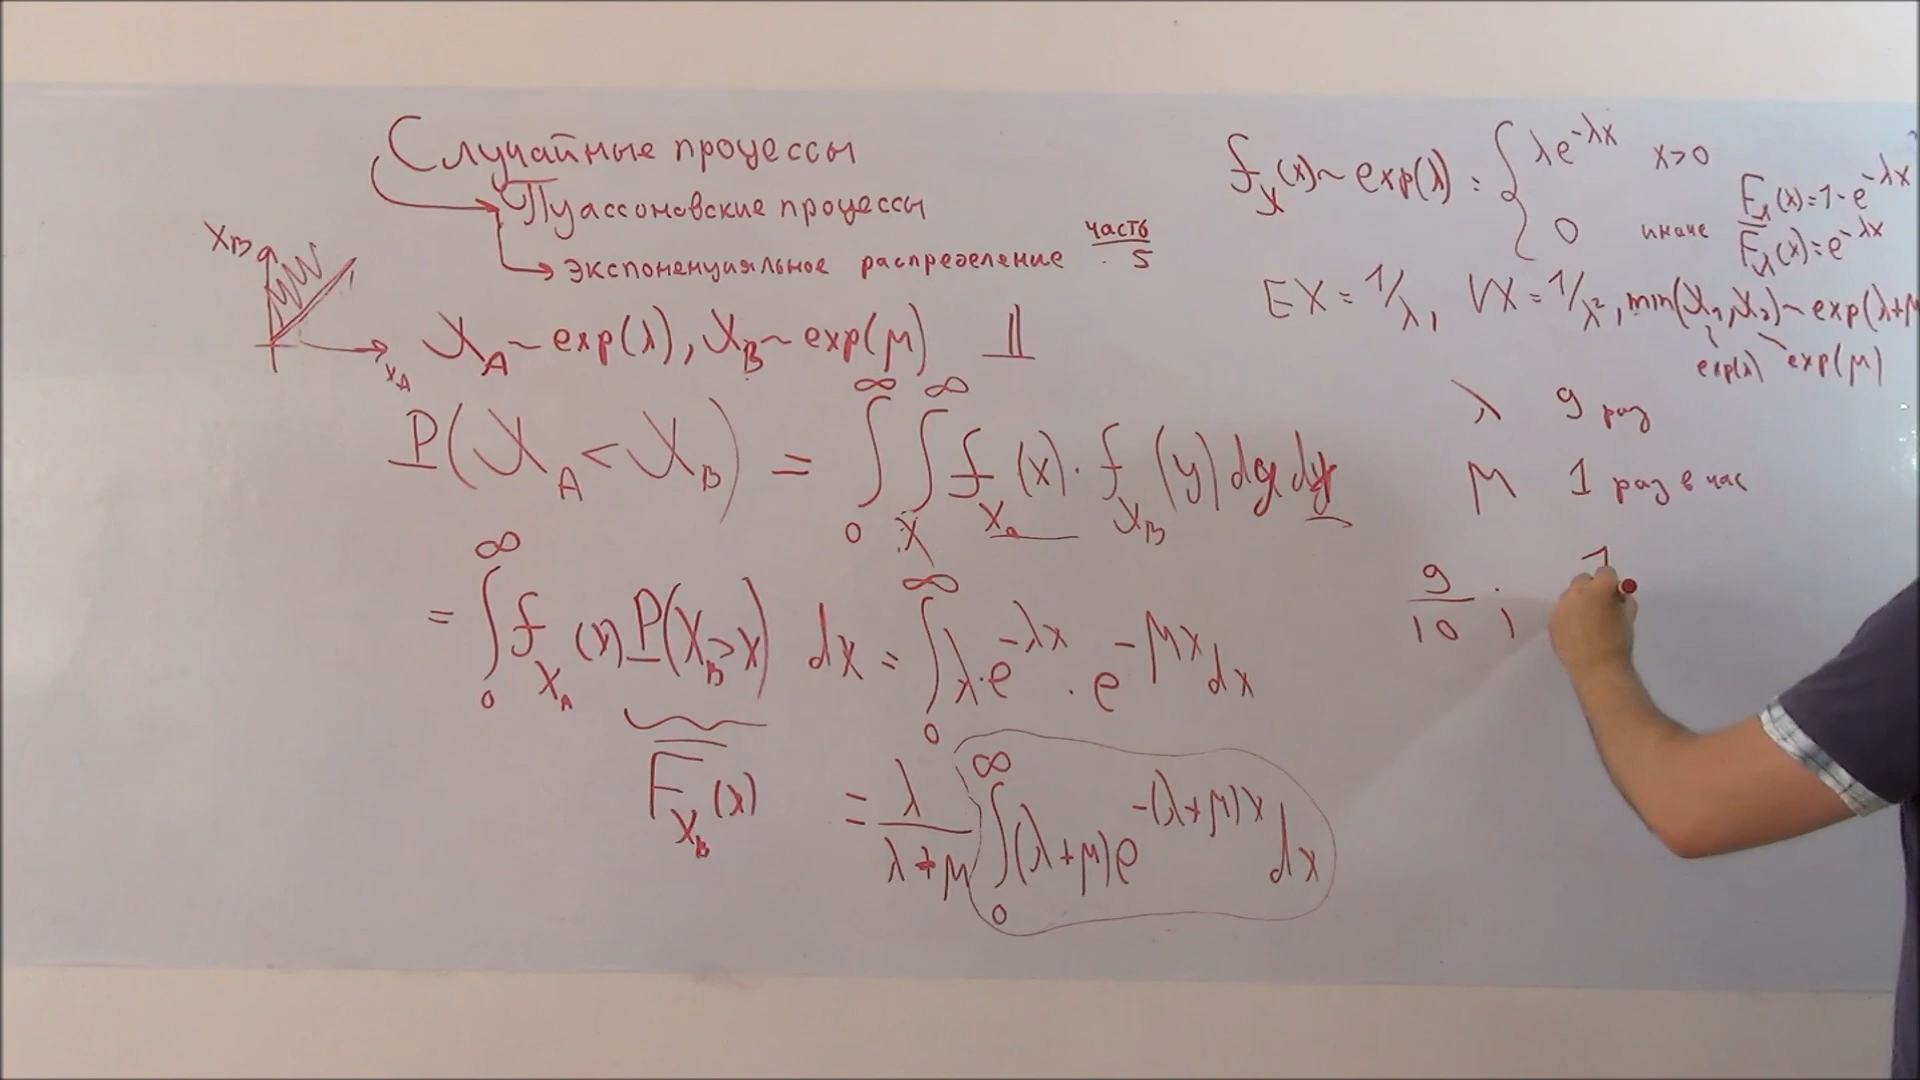 Случайные процессы
Пуассоновские процессы
экспоненциальное распределение часть 5
X_B
X_A
X_A ~ exp(λ), X_B ~ exp(μ) ⫫
P(X_A < X_B) = ∫_0^∞ ∫_x^∞ f_{X_A}(x) · f_{X_B}(y) dy dx
= ∫_0^∞ f_{X_A}(x) P(X_B > x) dx = ∫_0^∞ λ·e^{-λx} · e^{-μx} dx
F̅_{X_B}(x) = λ/(λ+μ) ∫_0^∞ (λ+μ)e^{-(λ+μ)x} dx
f_X(x) ~ exp(λ) = { λe^{-λx} x>0
0 иначе
F_X(x) = 1 - e^{-λx}
F̅_X(x) = e^{-λx}
EX = 1/λ, VX = 1/λ², min(X_1, X_2) ~ exp(λ+μ
exp(λ) exp(μ)
λ 9 раз
μ 1 раз в час
9/10 ; 1